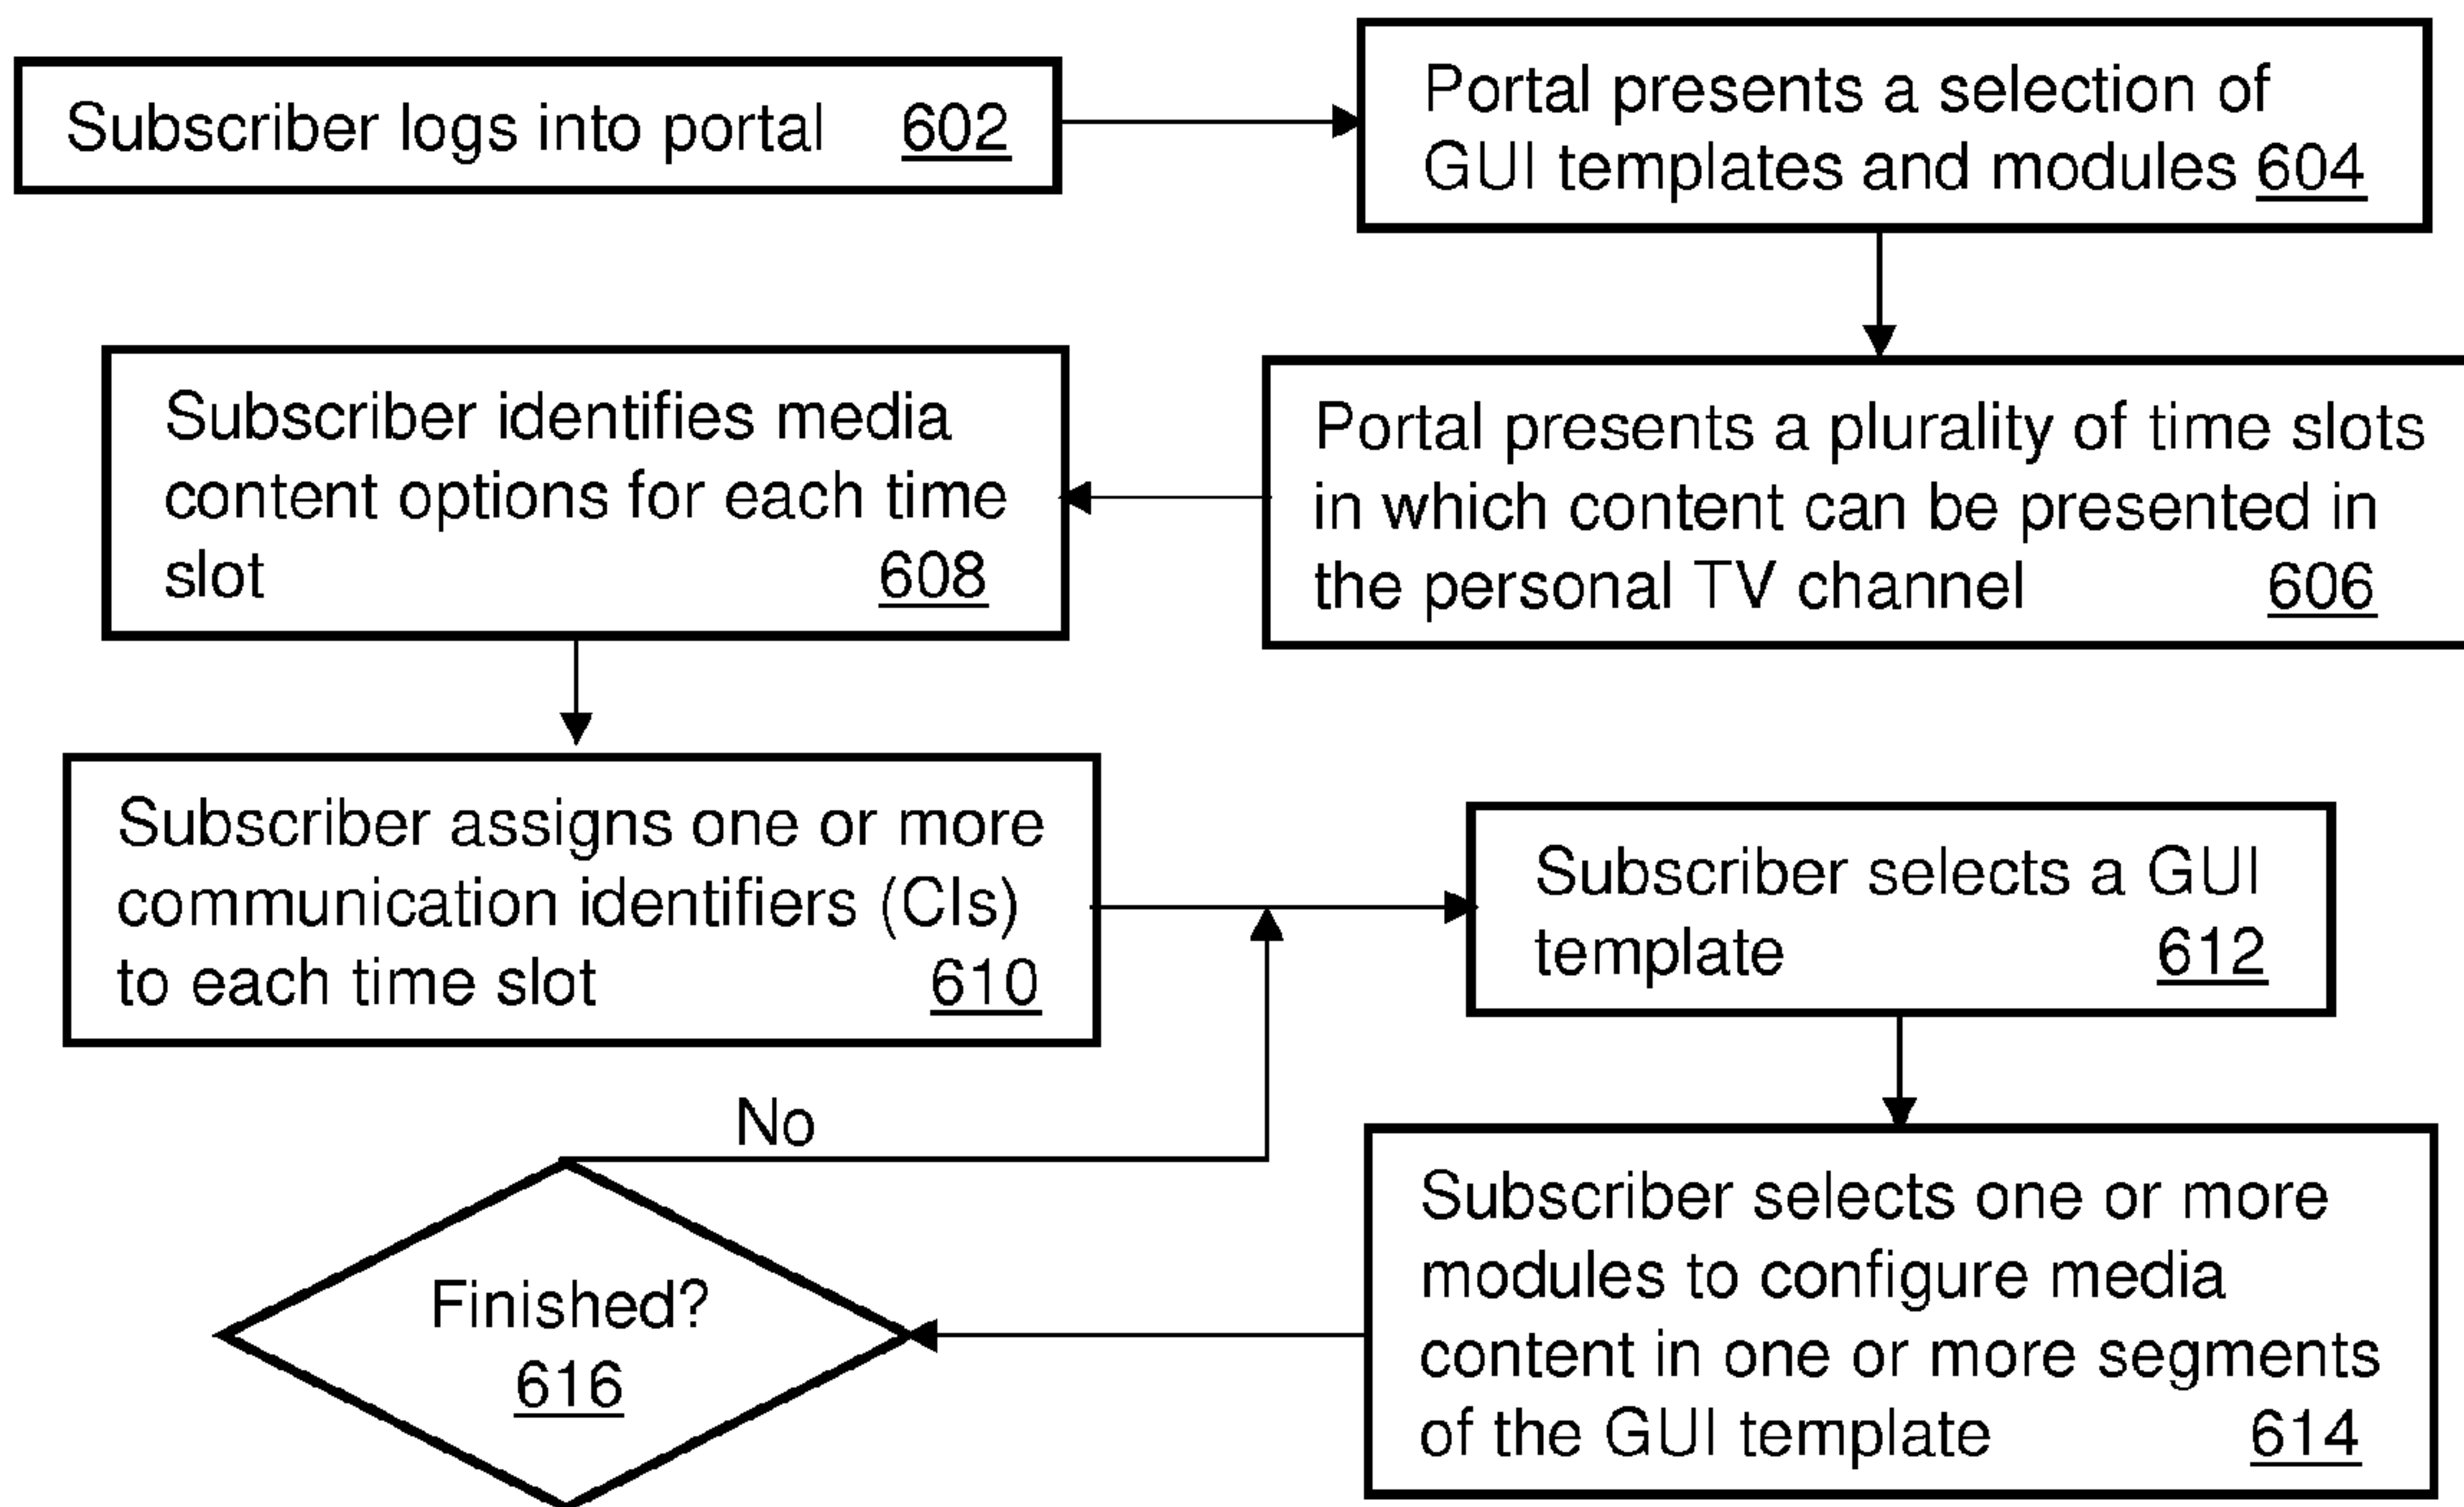 Subscriber logs into portal 602
Portal presents a selection of
GUI templates and modules 604
Portal presents a plurality of time slots
in which content can be presented in
the personal TV channel 606
Subscriber identifies media
content options for each time
slot 608
Subscriber assigns one or more
communication identifiers (CIs)
to each time slot 610
Subscriber selects a GUI
template 612
Subscriber selects one or more
modules to configure media
content in one or more segments
of the GUI template 614
Finished?
616
No